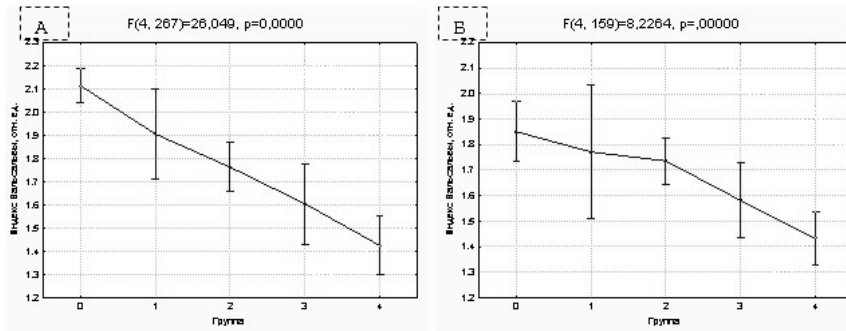 А
F(4, 267)=26,049, p=0,0000
Индекс Вальсальвы, отн. ед.
2.3
2.2
2.1
2.0
1.9
1.8
1.7
1.6
1.5
1.4
1.3
1.2
0 1 2 3 4
Группа
Б
F(4, 159)=8,2264, p=,00000
Индекс Вальсальвы, отн. ед.
2.3
2.2
2.1
2.0
1.9
1.8
1.7
1.6
1.5
1.4
1.3
1.2
0 1 2 3 4
Группа